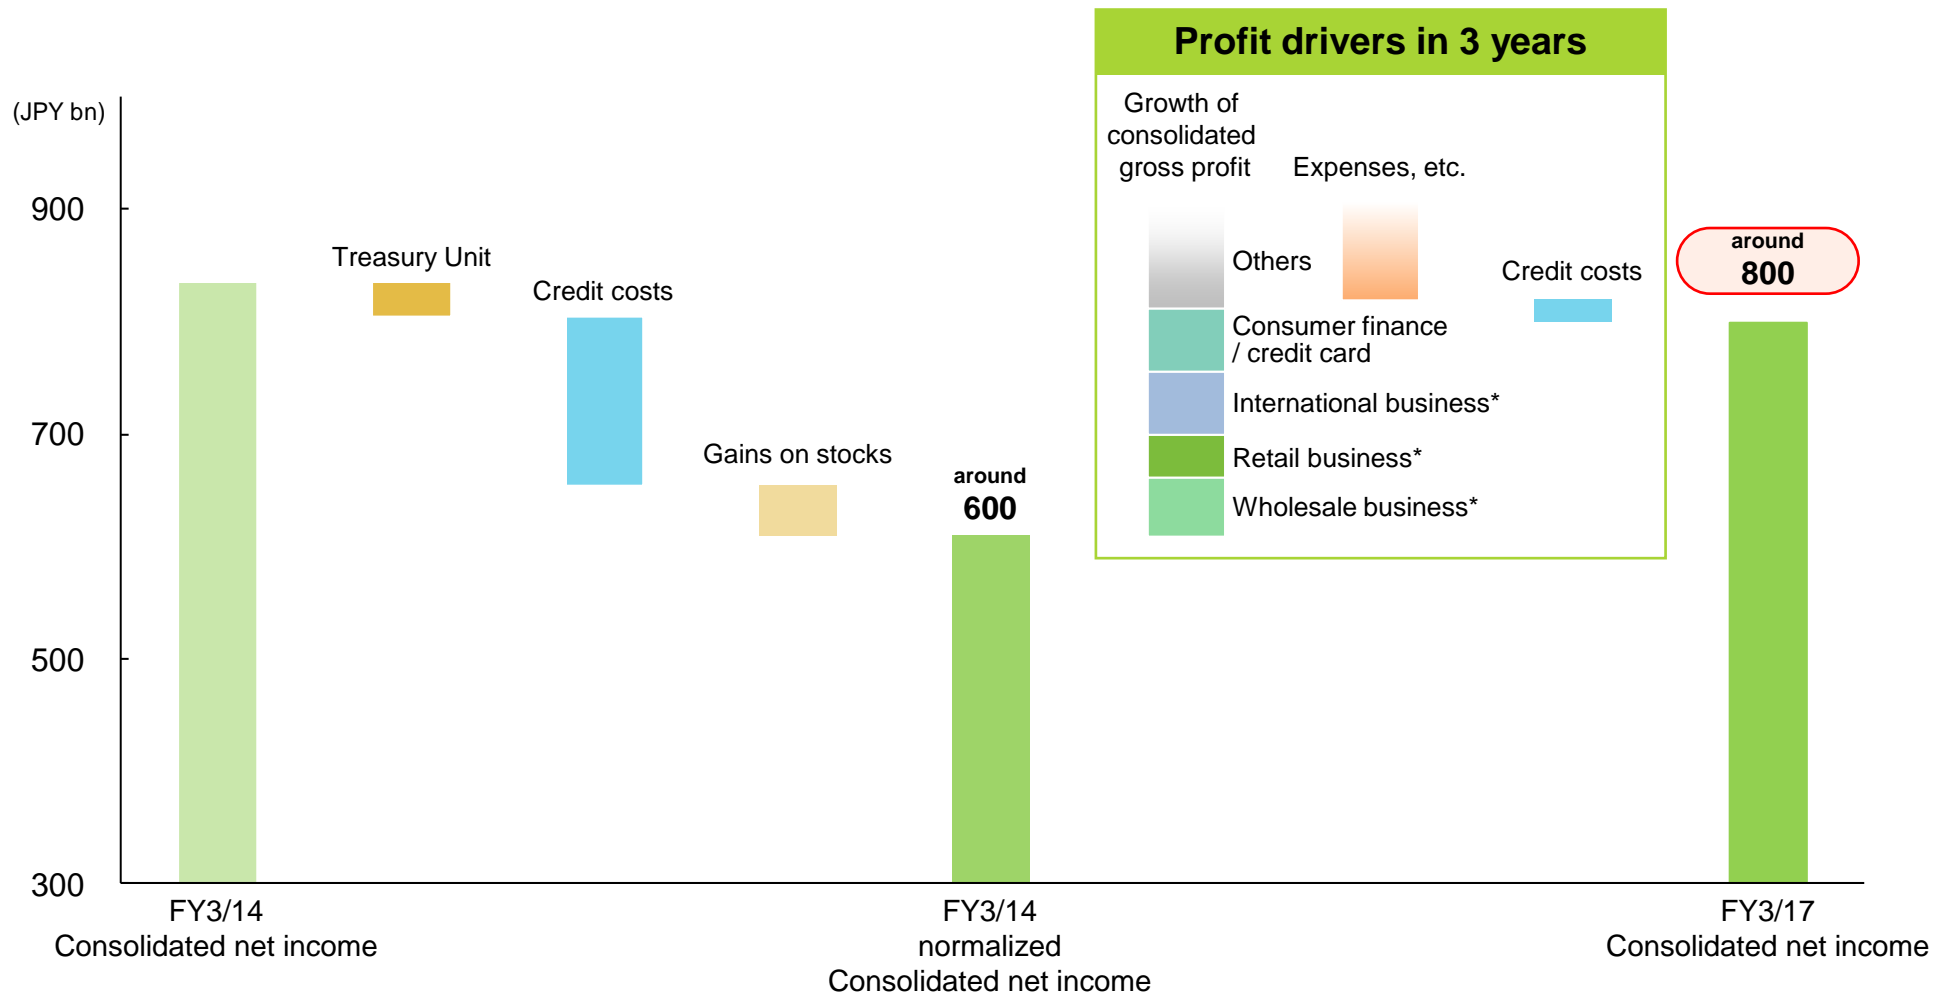 Profit drivers in 3 years
(JPY bn)
Growth of
consolidated
gross profit
Expenses, etc.
900
700
500
300
Treasury Unit
Credit costs
Gains on stocks
around
600
Others
Consumer finance
/ credit card
International business*
Retail business*
Wholesale business*
Credit costs
around
800
FY3/14
Consolidated net income
FY3/14
normalized
Consolidated net income
FY3/17
Consolidated net income